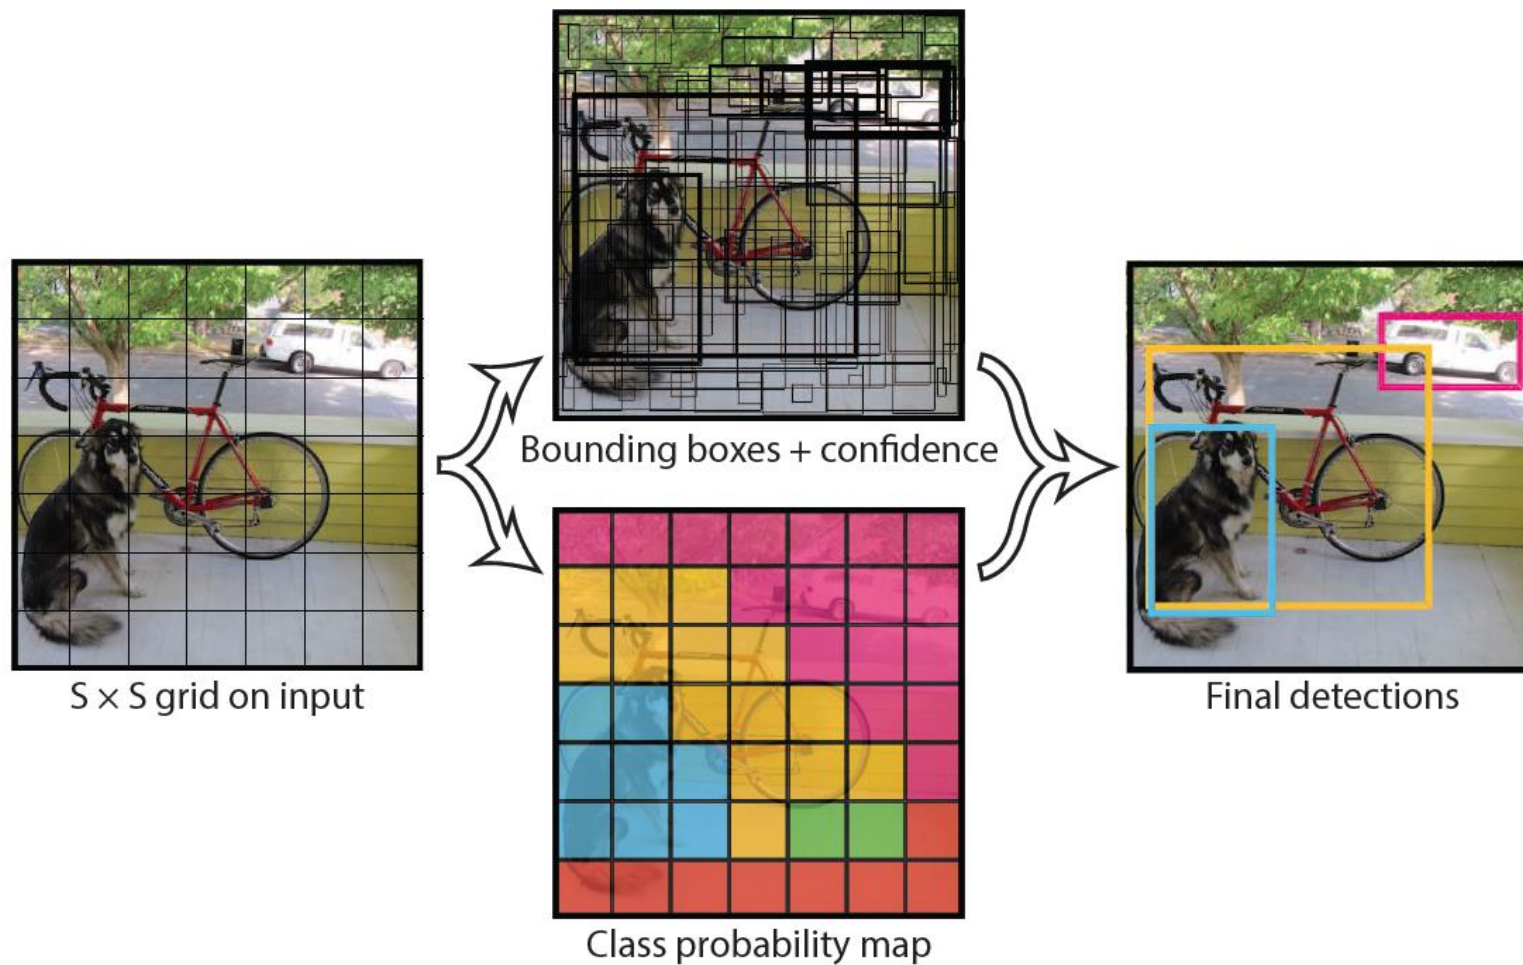 S × S grid on input
Bounding boxes + confidence
Class probability map
Final detections